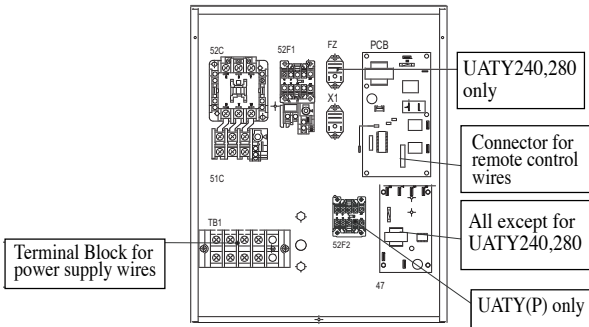 52C
52F1
FZ
PCB
X1
51C
TB1
52F2
47
UATY240,280
only
Connector for
remote control
wires
All except for
UATY240,280
UATY(P) only
Terminal Block for
power supply wires